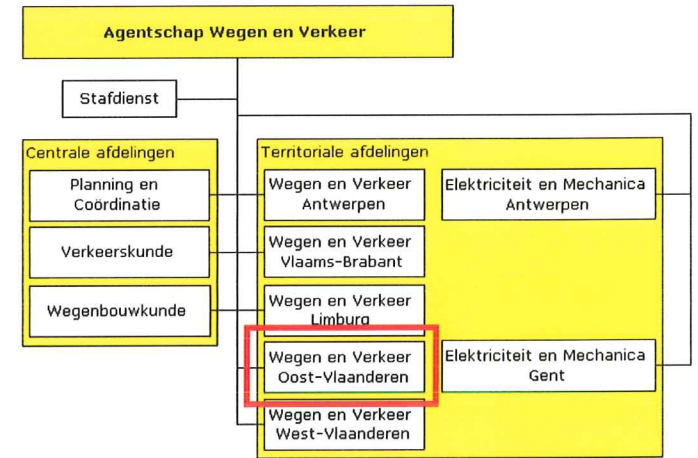 Agentschap Wegen en Verkeer
Stafdienst
Centrale afdelingen
Planning en
Coördinatie
Verkeerskunde
Wegenbouwkunde
Territoriale afdelingen
Wegen en Verkeer
Antwerpen
Wegen en Verkeer
Vlaams-Brabant
Wegen en Verkeer
Limburg
Wegen en Verkeer
Oost-Vlaanderen
Wegen en Verkeer
West-Vlaanderen
Elektriciteit en Mechanica
Antwerpen
Elektriciteit en Mechanica
Gent